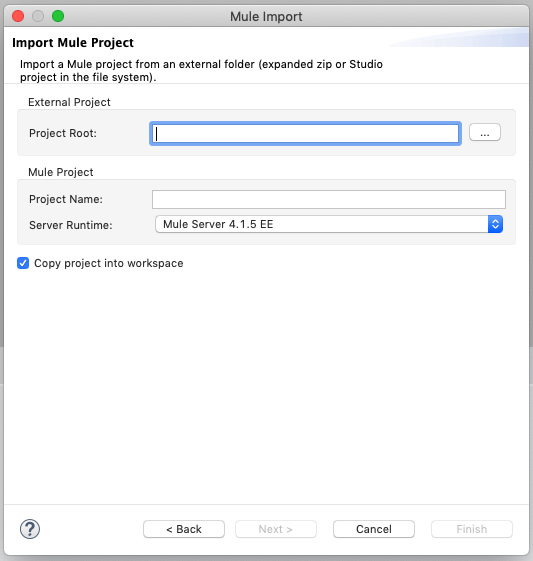 Mule Import
Import Mule Project
Import a Mule project from an external folder (expanded zip or Studio
project in the file system).
External Project
Project Root:
...
Mule Project
Project Name:
Server Runtime:
Mule Server 4.1.5 EE
Copy project into workspace
?
< Back
Next >
Cancel
Finish